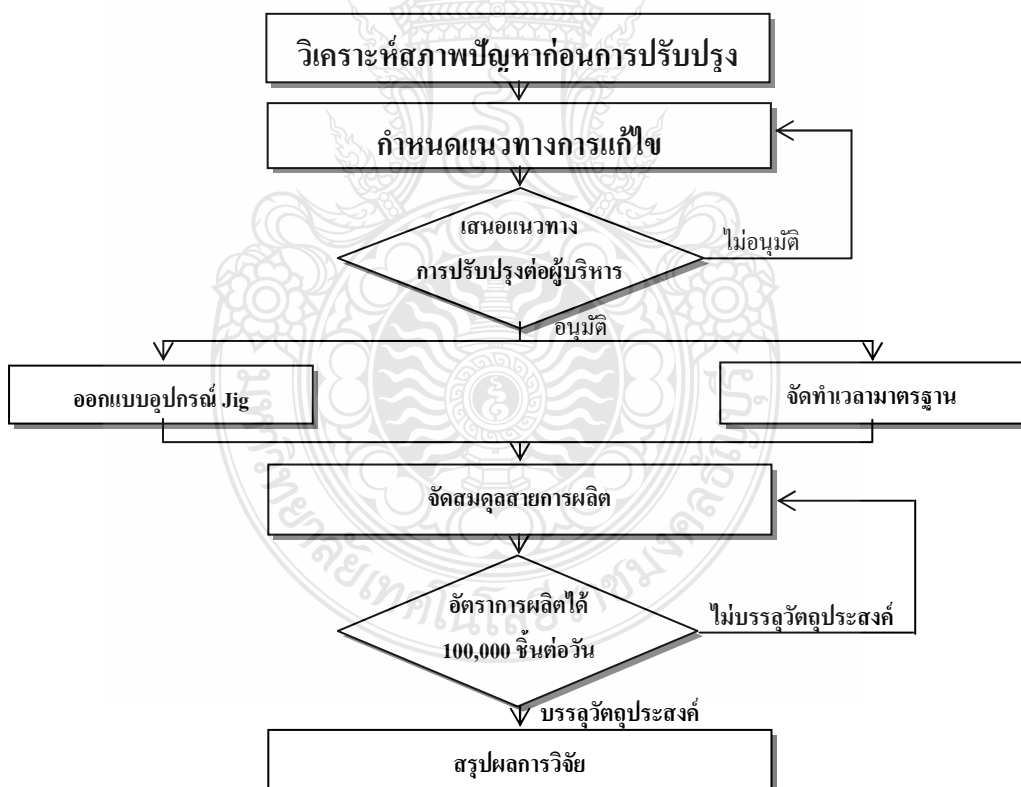 วิเคราะห์สภาพปัญหาก่อนการปรับปรุง
กำหนดแนวทางการแก้ไข
เสนอแนวทาง
การปรับปรุงต่อผู้บริหาร
ไม่อนุมัติ
อนุมัติ
ออกแบบอุปกรณ์ Jig
จัดทำเวลามาตรฐาน
จัดสมดุลสายการผลิต
อัตราการผลิตได้
100,000 ชิ้นต่อวัน
ไม่บรรลุวัตถุประสงค์
บรรลุวัตถุประสงค์
สรุปผลการวิจัย